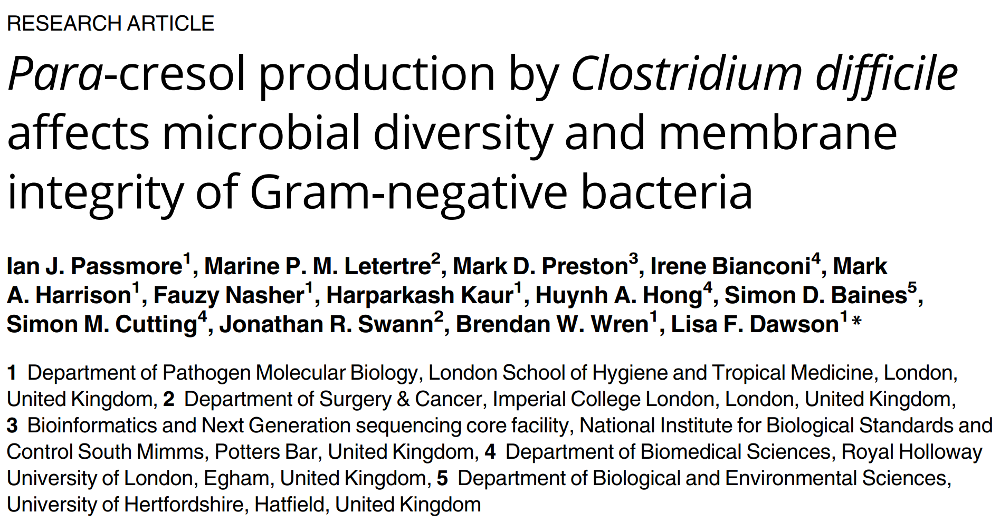 RESEARCH ARTICLE
Para-cresol production by Clostridium difficile
affects microbial diversity and membrane
integrity of Gram-negative bacteria
Ian J. Passmore1, Marine P. M. Letertre2, Mark D. Preston3, Irene Bianconi4, Mark
A. Harrison1, Fauzy Nasher1, Harparkash Kaur1, Huynh A. Hong4, Simon D. Baines5,
Simon M. Cutting4, Jonathan R. Swann2, Brendan W. Wren1, Lisa F. Dawson1*
1 Department of Pathogen Molecular Biology, London School of Hygiene and Tropical Medicine, London,
United Kingdom, 2 Department of Surgery & Cancer, Imperial College London, London, United Kingdom,
3 Bioinformatics and Next Generation sequencing core facility, National Institute for Biological Standards and
Control South Mimms, Potters Bar, United Kingdom, 4 Department of Biomedical Sciences, Royal Holloway
University of London, Egham, United Kingdom, 5 Department of Biological and Environmental Sciences,
University of Hertfordshire, Hatfield, United Kingdom